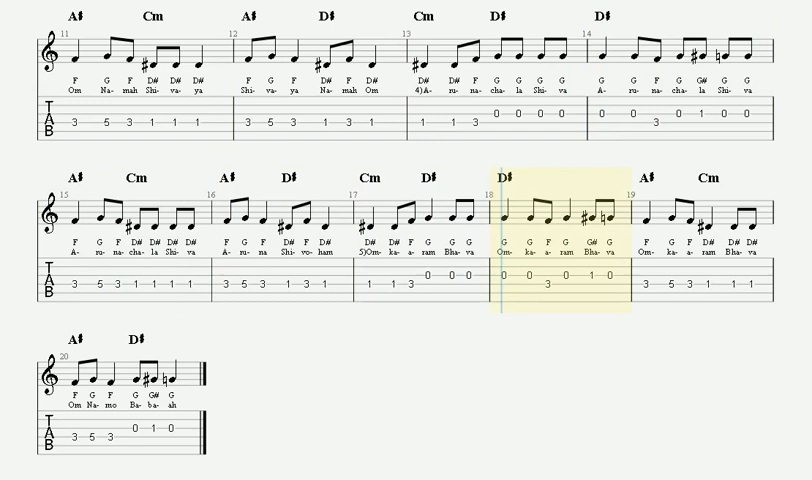 A♯ Cm A♯ D♯ Cm D♯ D♯
11 12 13 14
F G F D# D# D# F G F D# F D# D# D# F G G G G G G F G G# G G
Om Na- mah Shi- va- ya Shi- va- ya Shi- Na- mah Om 4)A- ru- na- cha- la Shi- va A- ru- na- cha- la Shi- va
T 3 5 3 1 1 1 3 5 3 1 3 1 1 1 3 0 0 0 0 0 0 3 0 1 0 0
A
B
A♯ Cm A♯ D♯ Cm D♯ D♯ A♯ Cm
15 16 17 18 19
F G F D# D# D# D# F G F D# F D# D# D# F G G G G G F G G# G F G F D# D# D#
A- ru- na- cha- la Shi- va A- ru- na Shi- vo- ham 5)Om- ka- a- ram Bha- va Om- ka- a- ram Bha- va Om- ka- a- ram Bha- va
T 3 5 3 1 1 1 1 3 5 3 1 3 1 1 1 3 0 0 0 0 0 3 0 1 0 3 5 3 1 1 1
A
B
A♯ D♯
20
F G F G G# G
Om Na- mo Ba- ba- ah
T 3 5 3 0 1 0
A
B